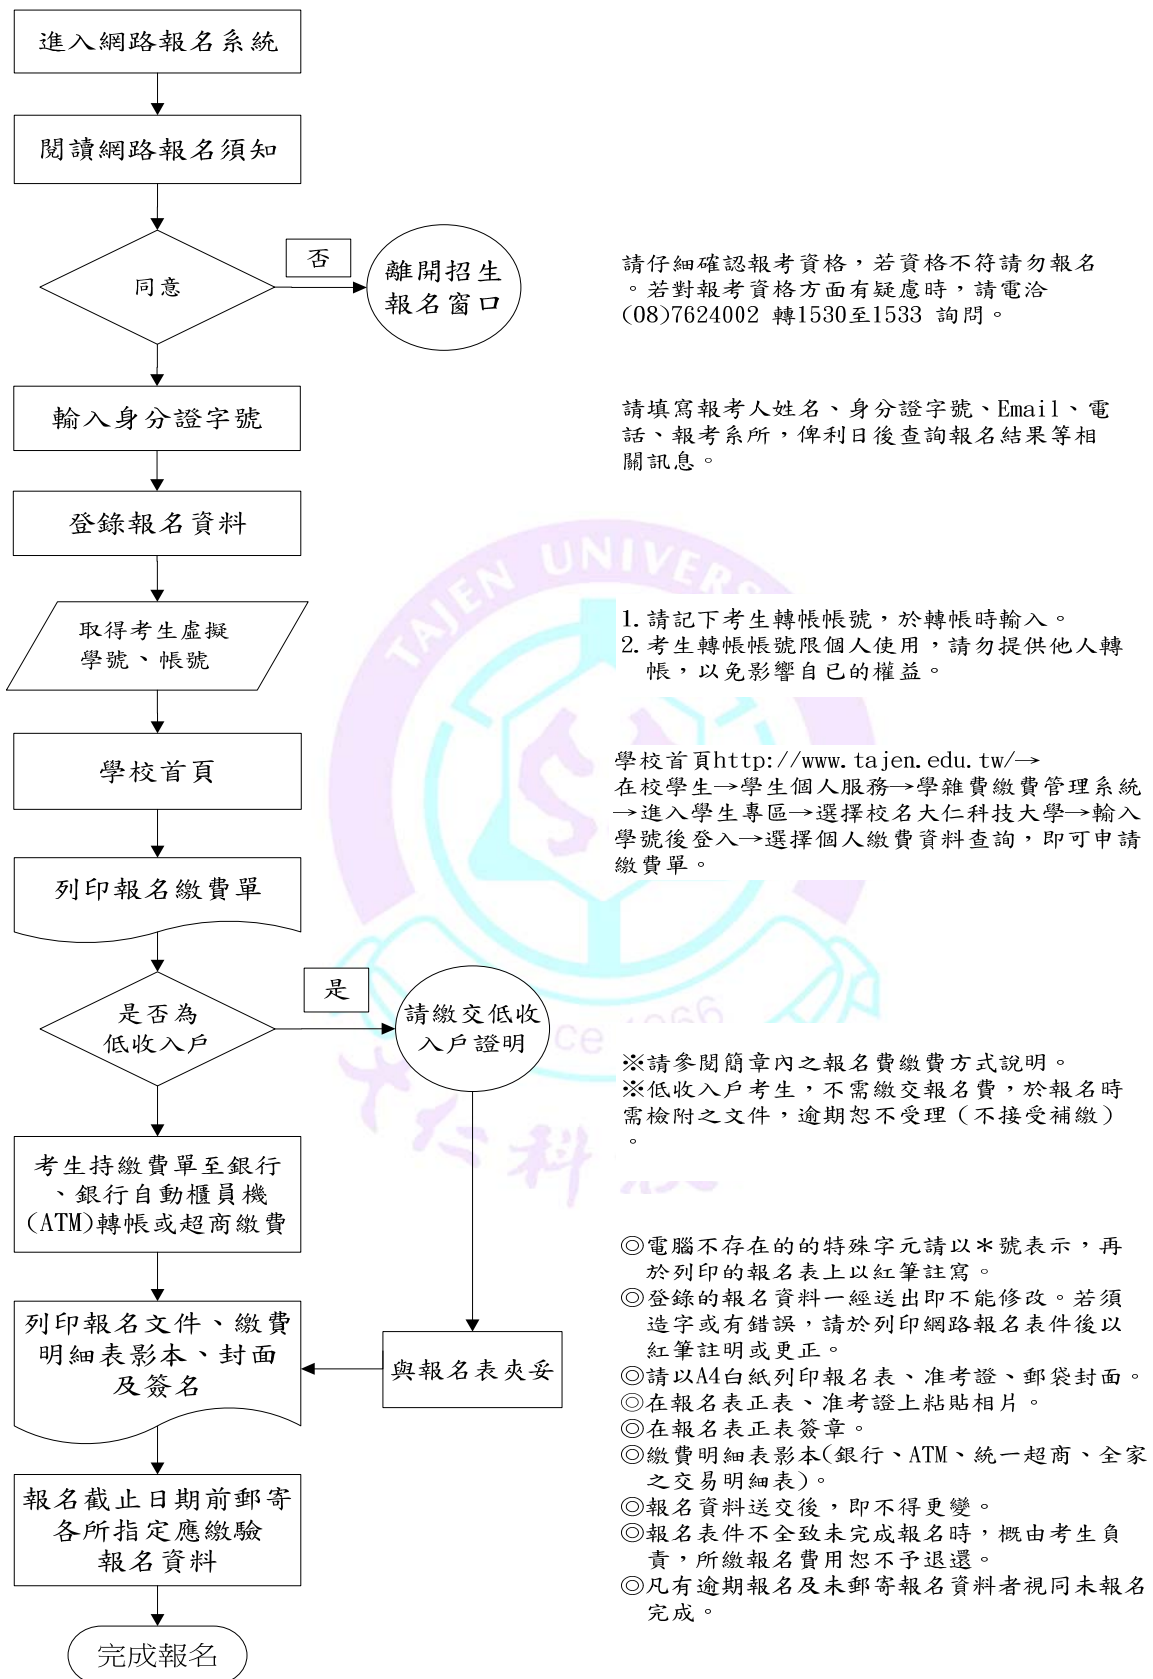 進入網路報名系統
閱讀網路報名須知
同意
否
離開招生
報名窗口
請仔細確認報考資格，若資格不符請勿報名
。若對報考資格方面有疑慮時，請電洽
(08)7624002 轉1530至1533 詢問。
輸入身分證字號
請填寫報考人姓名、身分證字號、Email、電
話、報考系所，俾利日後查詢報名結果等相
關訊息。
登錄報名資料
TAJEN UNIVERS
取得考生虛擬
學號、帳號
1.請記下考生轉帳帳號，於轉帳時輸入。
2.考生轉帳帳號限個人使用，請勿提供他人轉
帳，以免影響自已的權益。
學校首頁
學校首頁http://www.tajen.edu.tw/→
在校學生→學生個人服務→學雜費繳費管理系統
→進入學生專區→選擇校名大仁科技大學→輸入
學號後登入→選擇個人繳費資料查詢，即可申請
繳費單。
列印報名繳費單
是否為
低收入戶
是
請繳交低收
入戶證明
ce 1966
※請參閱簡章內之報名費繳費方式說明。
※低收入戶考生，不需繳交報名費，於報名時
需檢附之文件，逾期恕不受理（不接受補繳）
。
大仁科
考生持繳費單至銀行
、銀行自動櫃員機
(ATM)轉帳或超商繳費
列印報名文件、繳費
明細表影本、封面
及簽名
與報名表夾妥
◎電腦不存在的的特殊字元請以＊號表示，再
於列印的報名表上以紅筆註寫。
◎登錄的報名資料一經送出即不能修改。若須
造字或有錯誤，請於列印網路報名表件後以
紅筆註明或更正。
◎請以A4白紙列印報名表、准考證、郵袋封面。
◎在報名表正表、准考證上粘貼相片。
◎在報名表正表簽章。
◎繳費明細表影本(銀行、ATM、統一超商、全家
之交易明細表)。
◎報名資料送交後，即不得更變。
◎報名表件不全致未完成報名時，概由考生負
責，所繳報名費用恕不予退還。
◎凡有逾期報名及未郵寄報名資料者視同未報名
完成。
報名截止日期前郵寄
各所指定應繳驗
報名資料
完成報名